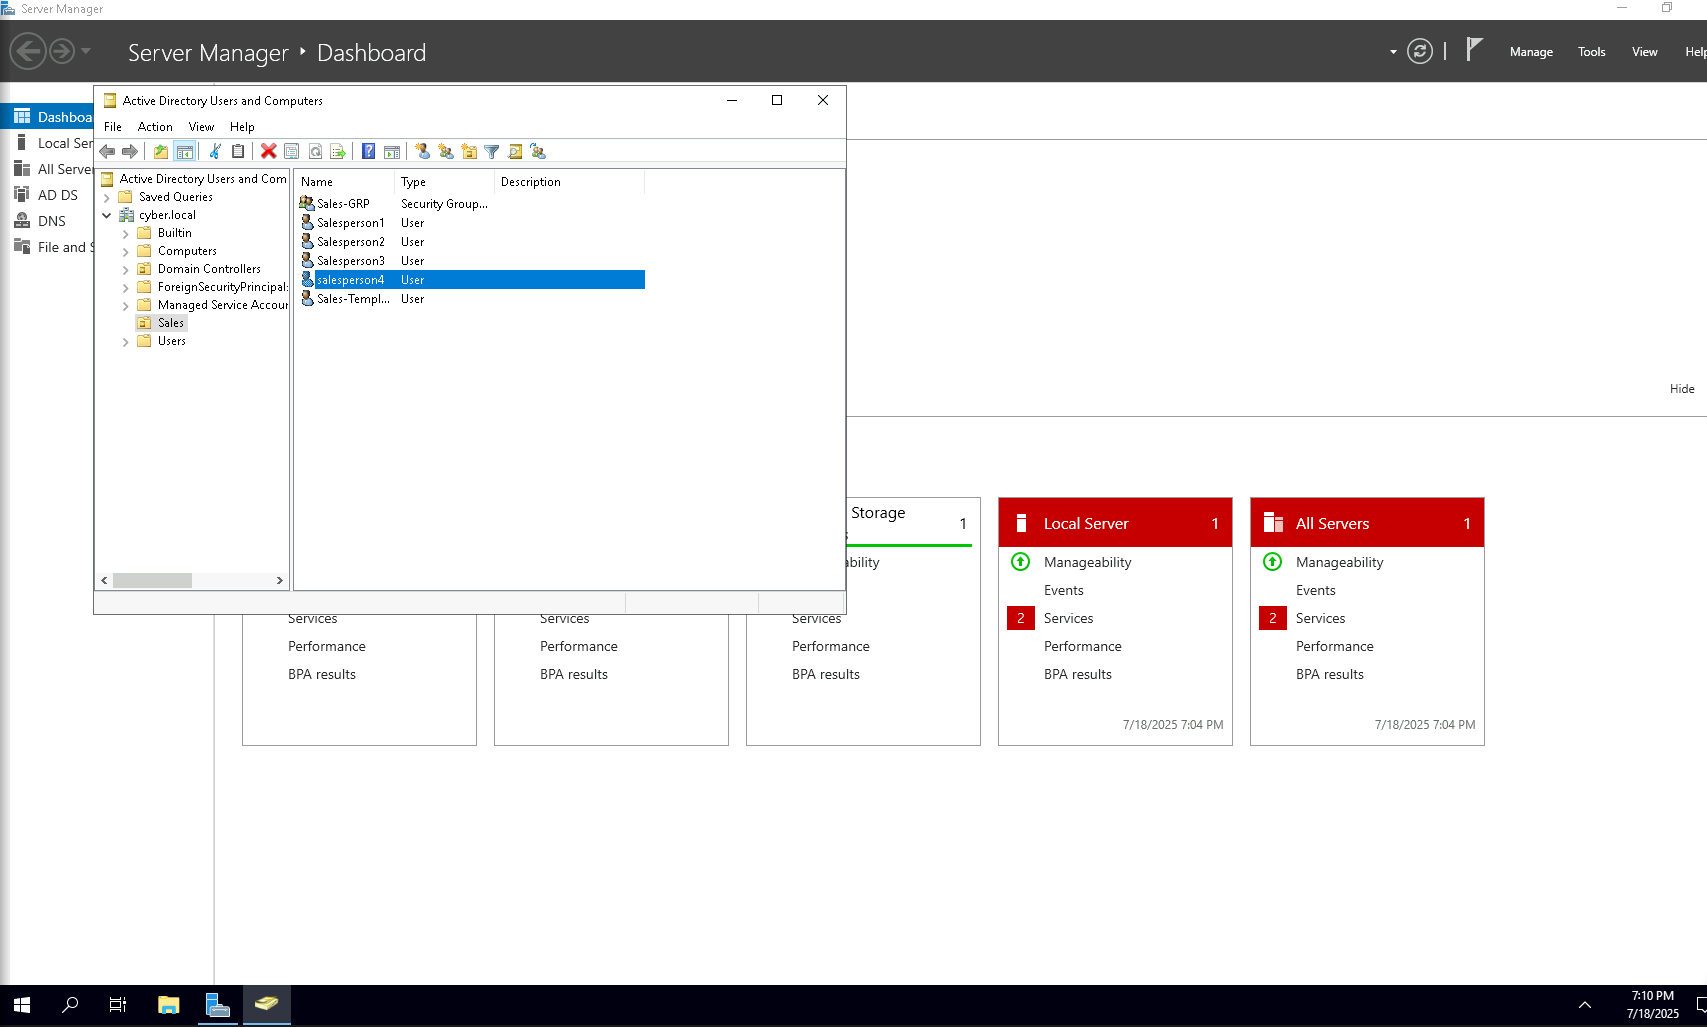 Server Manager
Server Manager ‣ Dashboard
Manage Tools View Help
Dashboa
Local Ser
All Server
AD DS
DNS
File and S
Active Directory Users and Computers
File Action View Help
Active Directory Users and Com
Saved Queries
cyber.local
Builtin
Computers
Domain Controllers
ForeignSecurityPrincipals
Managed Service Accour
Sales
Users
Name Type Description
Sales-GRP Security Group...
Salesperson1 User
Salesperson2 User
Salesperson3 User
salesperson4 User
Sales-Templ... User
Hide
Services
Performance
BPA results
Services
Performance
BPA results
Storage 1
ability
Services
Performance
BPA results
Local Server 1
Manageability
Events
2 Services
Performance
BPA results
7/18/2025 7:04 PM
All Servers 1
Manageability
Events
2 Services
Performance
BPA results
7/18/2025 7:04 PM
7:10 PM
7/18/2025